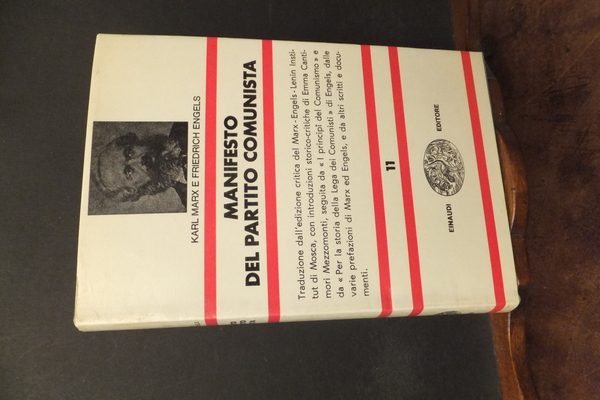 KARL MARX E FRIEDRICH ENGELS
MANIFESTO
DEL PARTITO COMUNISTA
Traduzione dall'edizione critica del Marx-Engels-Lenin Insti-
tut di Mosca, con introduzioni storico-critiche di Emma Canti-
mori Mezzomonti, seguita da « I principî del Comunismo » e
da « Per la storia della Lega dei Comunisti » di Engels, dalle
varie prefazioni di Marx ed Engels, e da altri scritti e docu-
menti.
11
EINAUDI EDITORE